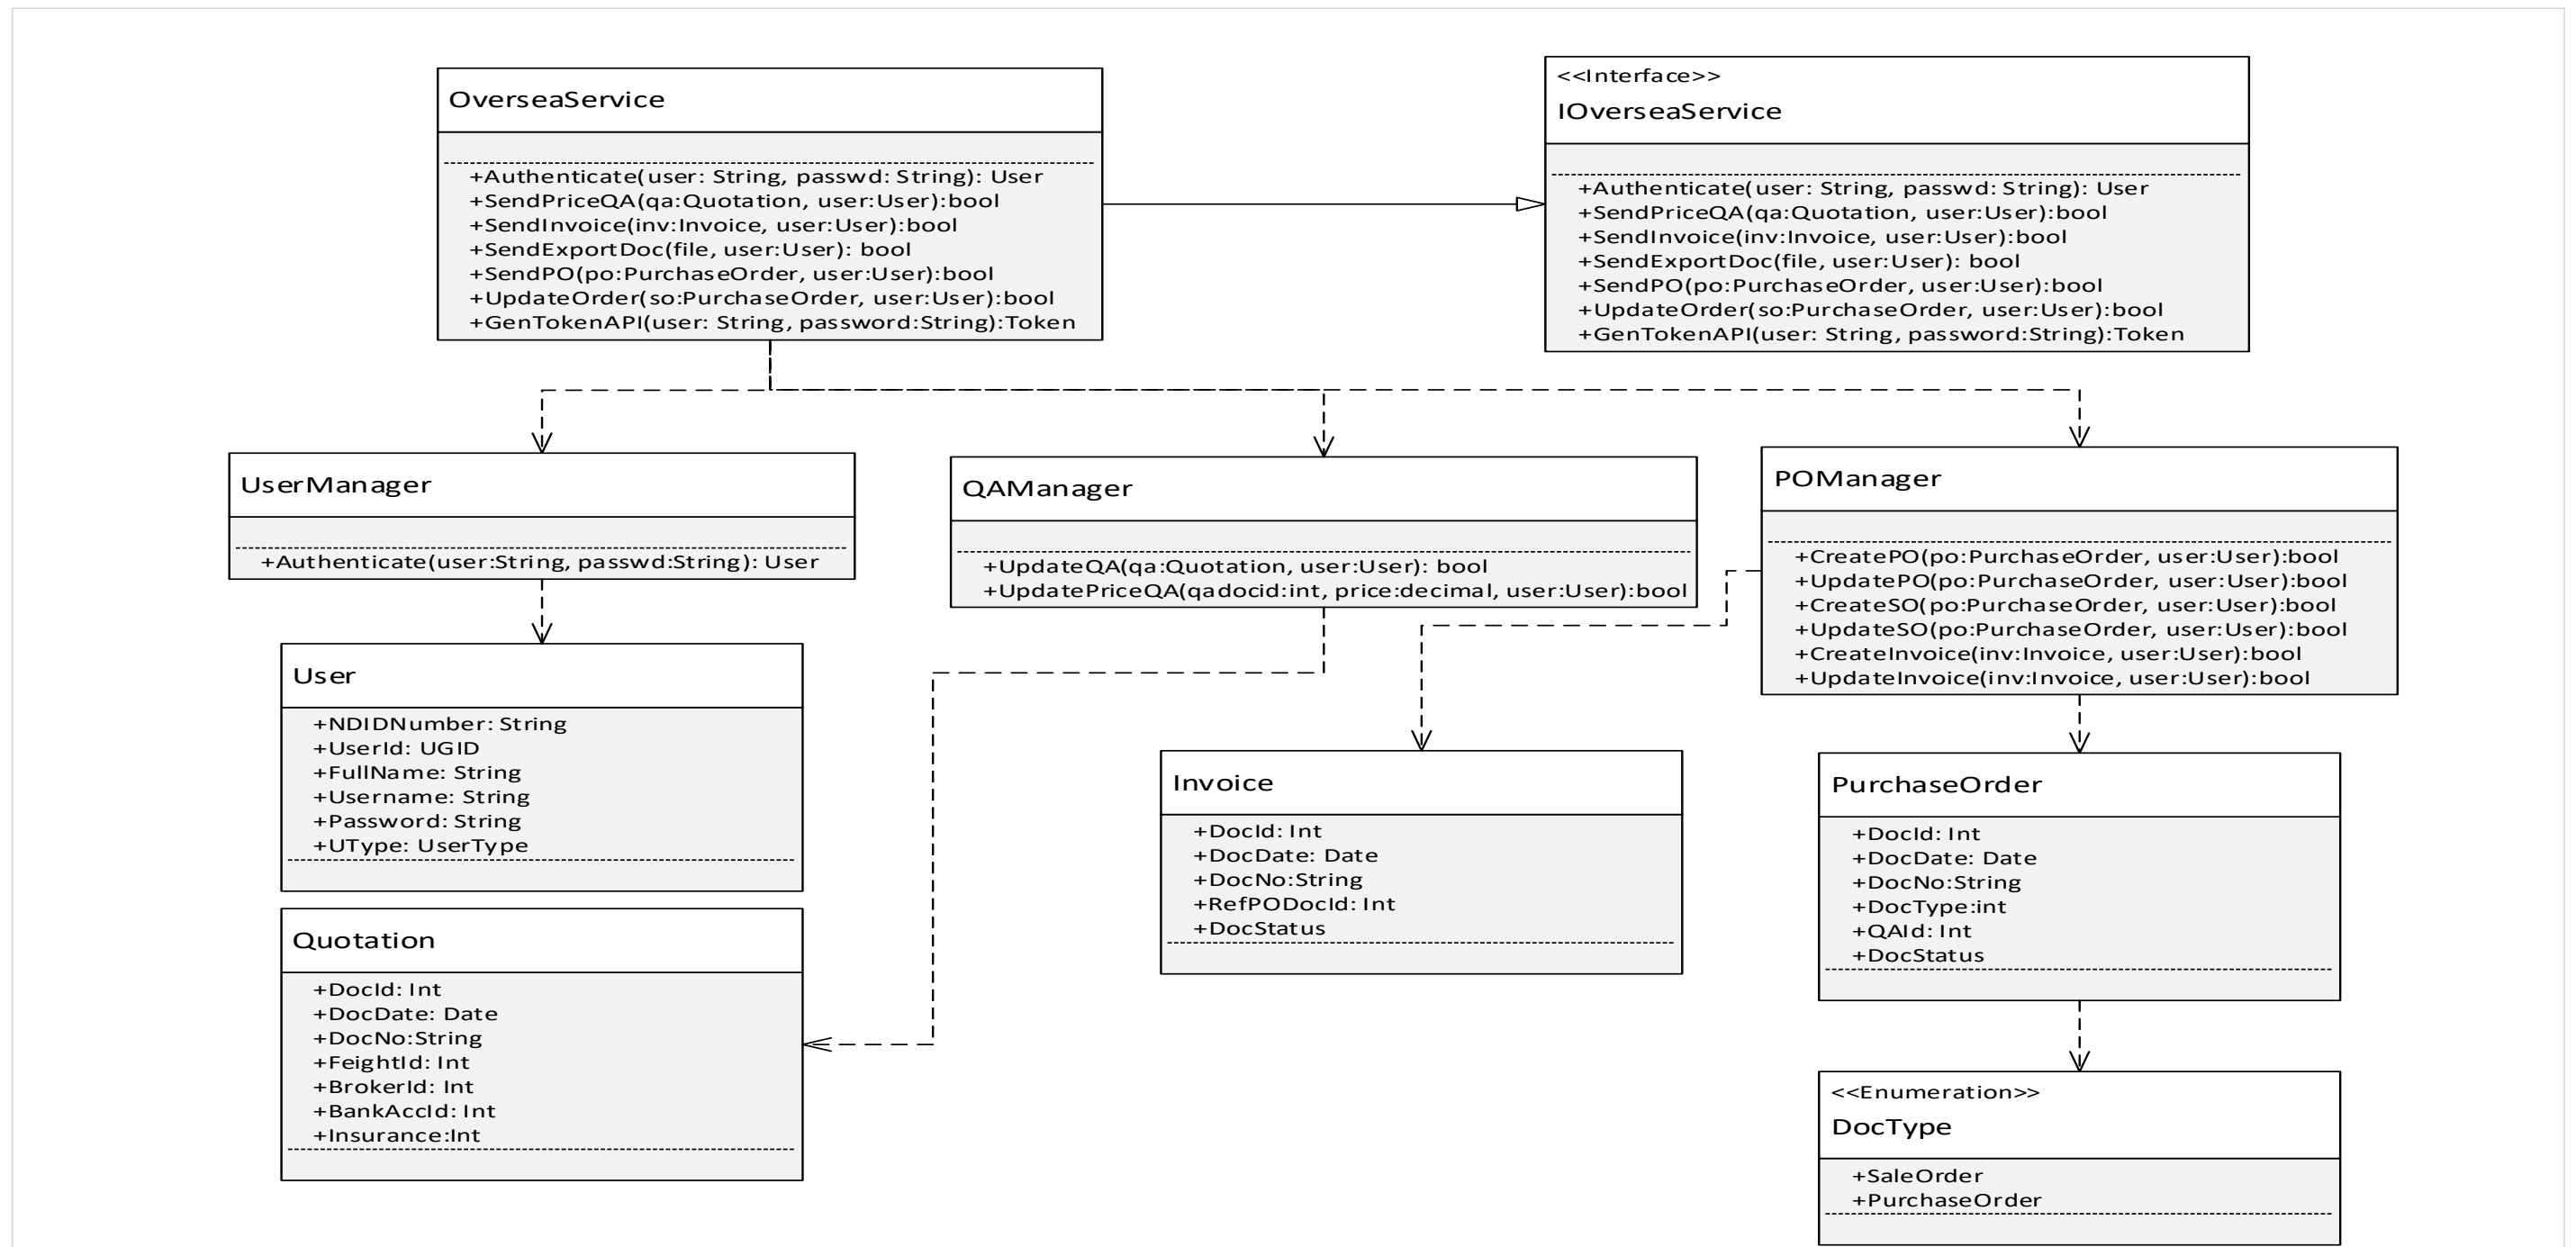 OverseaService
+Authenticate(user: String, passwd: String): User
+SendPriceQA(qa:Quotation, user:User):bool
+SendInvoice(inv:Invoice, user:User):bool
+SendExportDoc(file, user:User): bool
+SendPO(po:PurchaseOrder, user:User):bool
+UpdateOrder(so:PurchaseOrder, user:User):bool
+GenTokenAPI(user: String, password:String):Token
<<Interface>>
IOverseaService
+Authenticate(user: String, passwd: String): User
+SendPriceQA(qa:Quotation, user:User):bool
+SendInvoice(inv:Invoice, user:User):bool
+SendExportDoc(file, user:User): bool
+SendPO(po:PurchaseOrder, user:User):bool
+UpdateOrder(so:PurchaseOrder, user:User):bool
+GenTokenAPI(user: String, password:String):Token
UserManager
+Authenticate(user:String, passwd:String): User
QAManager
+UpdateQA(qa:Quotation, user:User): bool
+UpdatePriceQA(qadocid:int, price:decimal, user:User):bool
POManager
+CreatePO(po:PurchaseOrder, user:User):bool
+UpdatePO(po:PurchaseOrder, user:User):bool
+CreateSO(po:PurchaseOrder, user:User):bool
+UpdateSO(po:PurchaseOrder, user:User):bool
+CreateInvoice(inv:Invoice, user:User):bool
+UpdateInvoice(inv:Invoice, user:User):bool
User
+NDIDNumber: String
+UserId: UGID
+FullName: String
+Username: String
+Password: String
+UType: UserType
Quotation
+DocId: Int
+DocDate: Date
+DocNo:String
+FeightId: Int
+BrokerId: Int
+BankAccId: Int
+Insurance:Int
Invoice
+DocId: Int
+DocDate: Date
+DocNo:String
+RefPODocId: Int
+DocStatus
PurchaseOrder
+DocId: Int
+DocDate: Date
+DocNo:String
+DocType:int
+QAId: Int
+DocStatus
<<Enumeration>>
DocType
+SaleOrder
+PurchaseOrder